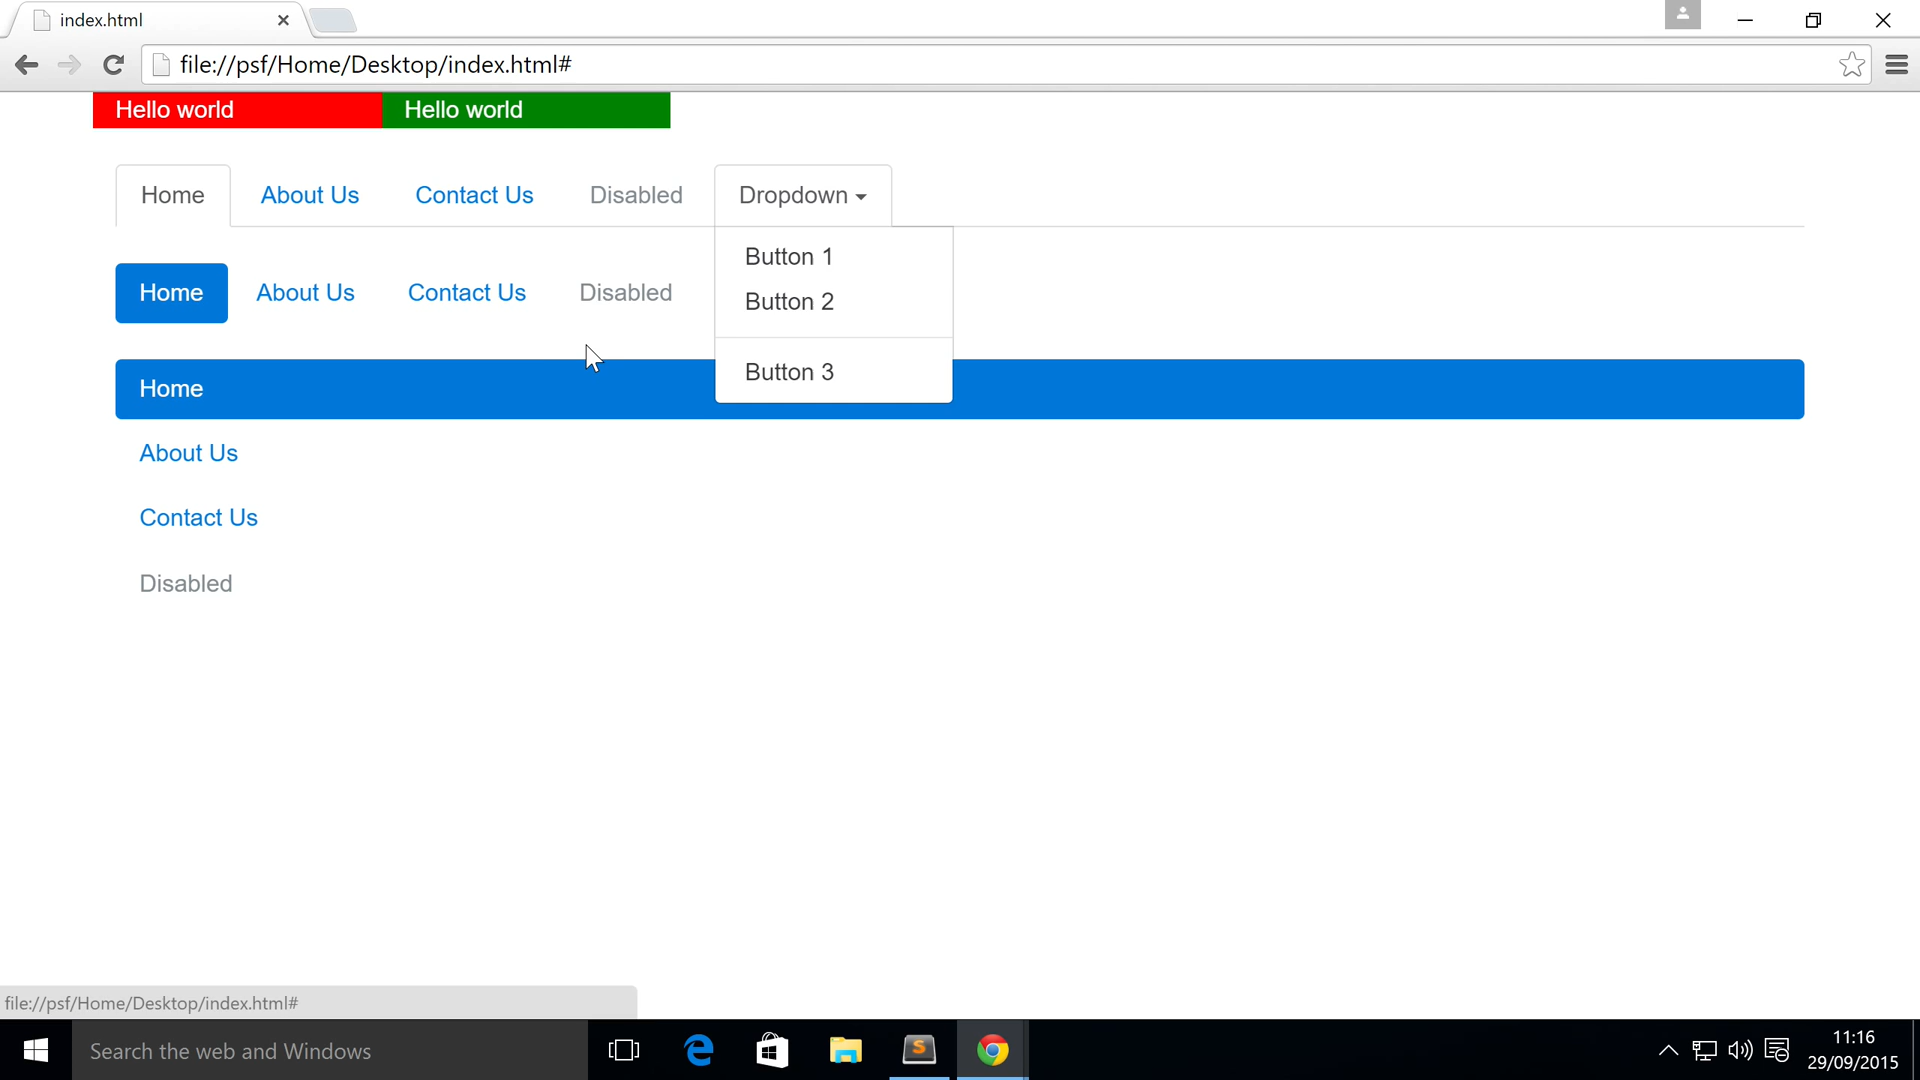 index.html
file://psf/Home/Desktop/index.html#
Hello world Hello world
Home About Us Contact Us Disabled Dropdown
Button 1
Button 2
Button 3
Home About Us Contact Us Disabled
Home
About Us
Contact Us
Disabled
file://psf/Home/Desktop/index.html#
Search the web and Windows
S
11:16
29/09/2015